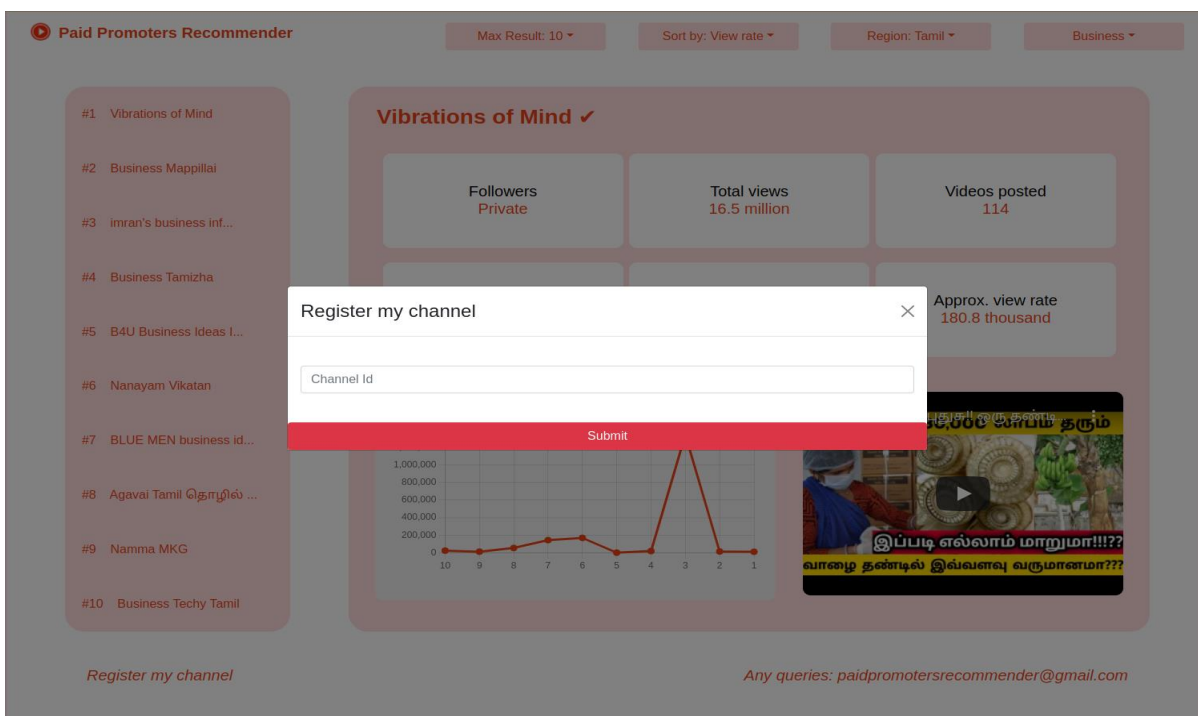 Paid Promoters Recommender
Max Result: 10
Sort by: View rate
Region: Tamil
Business
#1 Vibrations of Mind
#2 Business Mappillai
#3 imran's business inf...
#4 Business Tamizha
#5 B4U Business Ideas I...
#6 Nanayam Vikatan
#7 BLUE MEN business id...
#8 Agavai Tamil தொழில் ...
#9 Namma MKG
#10 Business Techy Tamil
Vibrations of Mind ✔
Followers
Private
Total views
16.5 million
Videos posted
114
Approx. view rate
180.8 thousand
Register my channel
Channel Id
Submit
1,000,000
800,000
600,000
400,000
200,000
0
10 9 8 7 6 5 4 3 2 1
லாபம் தரும்
இப்படி எல்லாம் மாறுமா!!!??
வாழை தண்டில் இவ்வளவு வருமானமா???
Register my channel
Any queries: paidpromotersrecommender@gmail.com